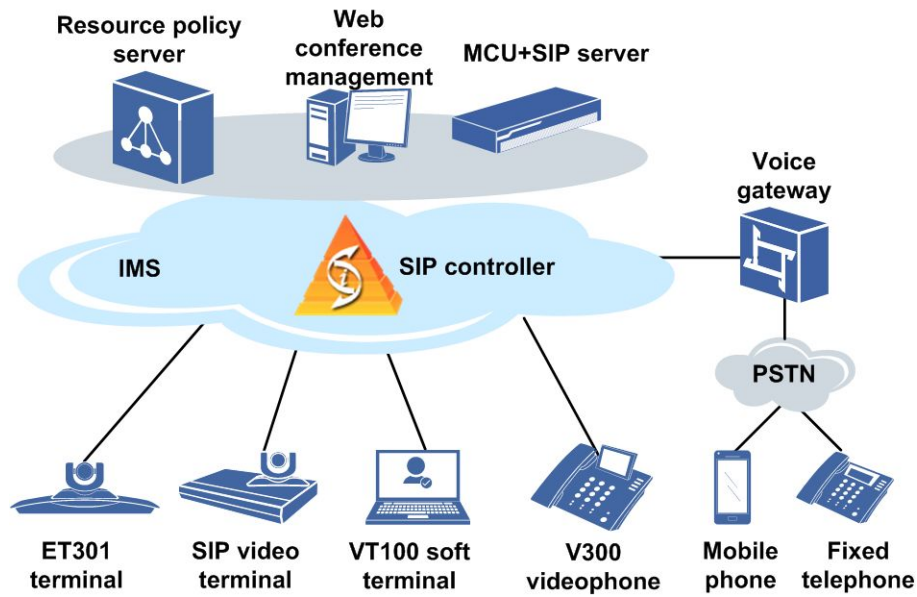 Resource policy
server
Web
conference
management
MCU+SIP server
Voice
gateway
IMS
SIP controller
PSTN
ET301
terminal
SIP video
terminal
VT100 soft
terminal
V300
videophone
Mobile
phone
Fixed
telephone